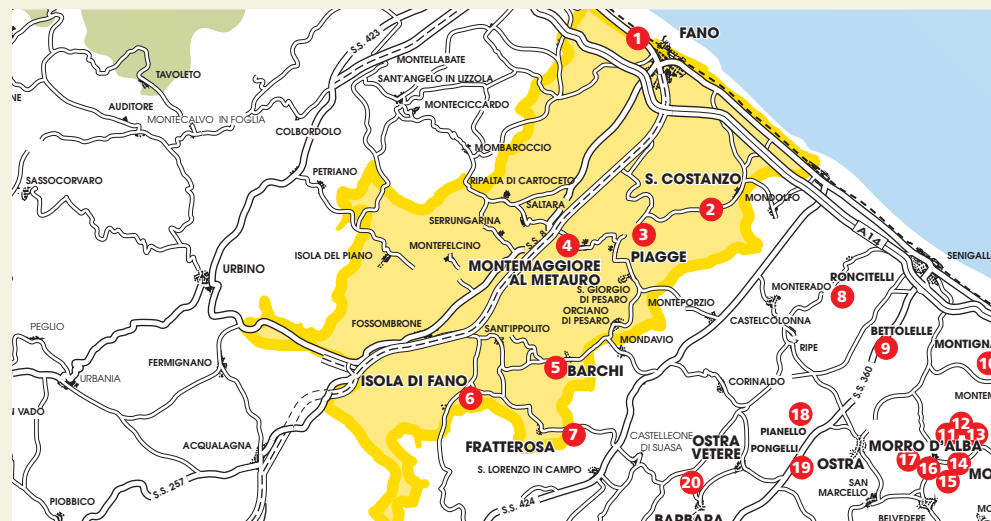 S.S. 423
1
FANO
MONTELLABATE
TAVOLETO
SANT'ANGELO IN LIZZOLA
AUDITORE
MONTECICCARDO
MONTECALVO IN FOGLIA
COLBORDOLO
MOMBAROCCIO
PETRIANO
SASSOCORVARO
RIPALTA DI CARTOCETO
S. COSTANZO
SALTARA
2
MONDOLFO
SERRUNGARINA
3
A14
4
MONTEFELCINO
ISOLA DEL PIANO
PIAGGE
MONTEMAGGIORE
AL METAURO
SENIGALL
URBINO
RONCITELLI
8
S. GIORGIO
DI PESARO
MONTERADO
MONTEPORZIO
ORCIANO
DI PESARO
FOSSOMBRONE
SANT'IPPOLITO
CASTELCOLONNA
PEGLIO
BETTOLELLE
9
MONDAVIO
RIPE
MONTIGNA
FERMIGNANO
5
BARCHI
URBANIA
ISOLA DI FANO
6
CORINALDO
S.S. 360
MONTEM
N VADO
18
PIANELLO
12
11
13
7
FRATTEROSA
CASTELLEONE
DI SUASA
OSTRA
VETERE
PONGELLI
MORRO D'ALBA
ACQUALAGNA
17
16
14
15
S. LORENZO IN CAMPO
19
OSTRA
MO
20
SAN
MARCELLO
S.S. 257
PIOBBICO
S.S. 424
BARBARA
BELVEDERE